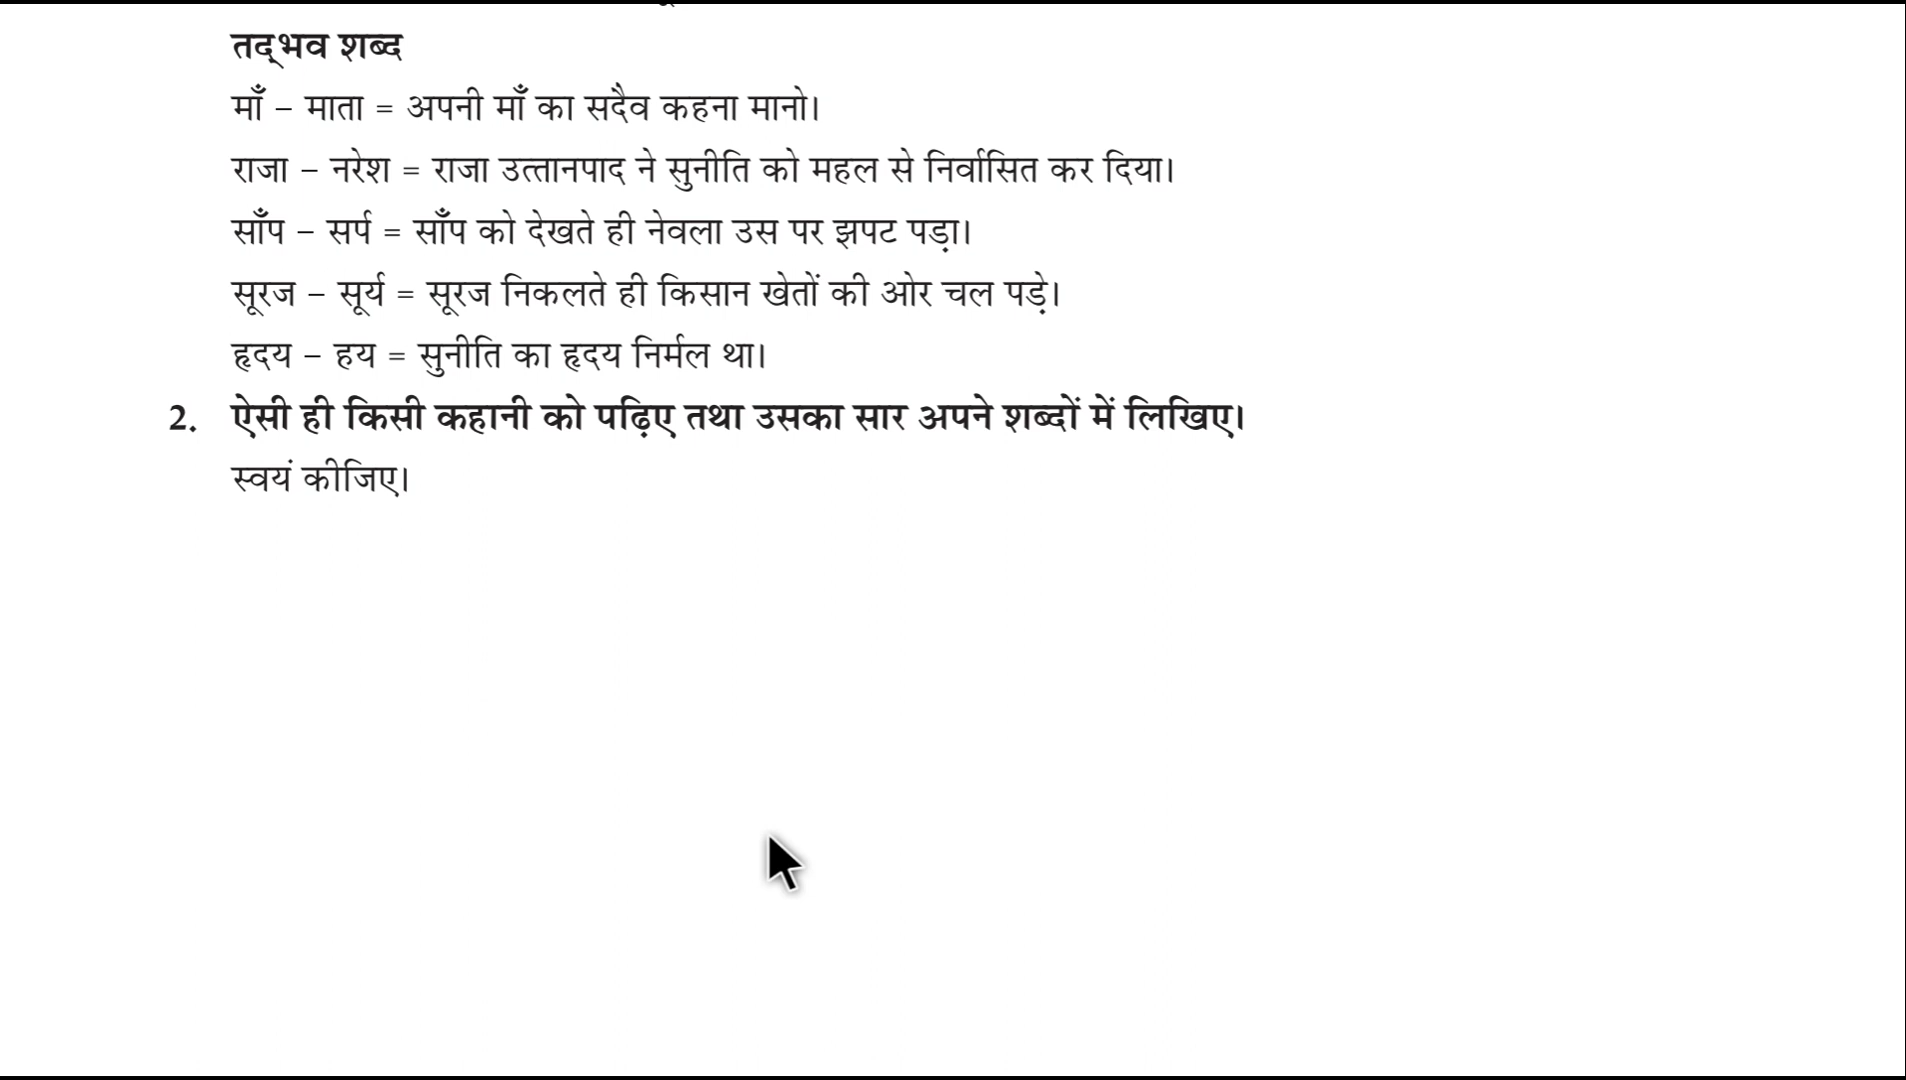 तद्‌भव शब्द
माँ – माता = अपनी माँ का सदैव कहना मानो।
राजा – नरेश = राजा उत्तानपाद ने सुनीति को महल से निर्वासित कर दिया।
साँप – सर्प = साँप को देखते ही नेवला उस पर झपट पड़ा।
सूरज – सूर्य = सूरज निकलते ही किसान खेतों की ओर चल पड़े।
हृदय – हय = सुनीति का हृदय निर्मल था।
2. ऐसी ही किसी कहानी को पढ़िए तथा उसका सार अपने शब्दों में लिखिए।
स्वयं कीजिए।